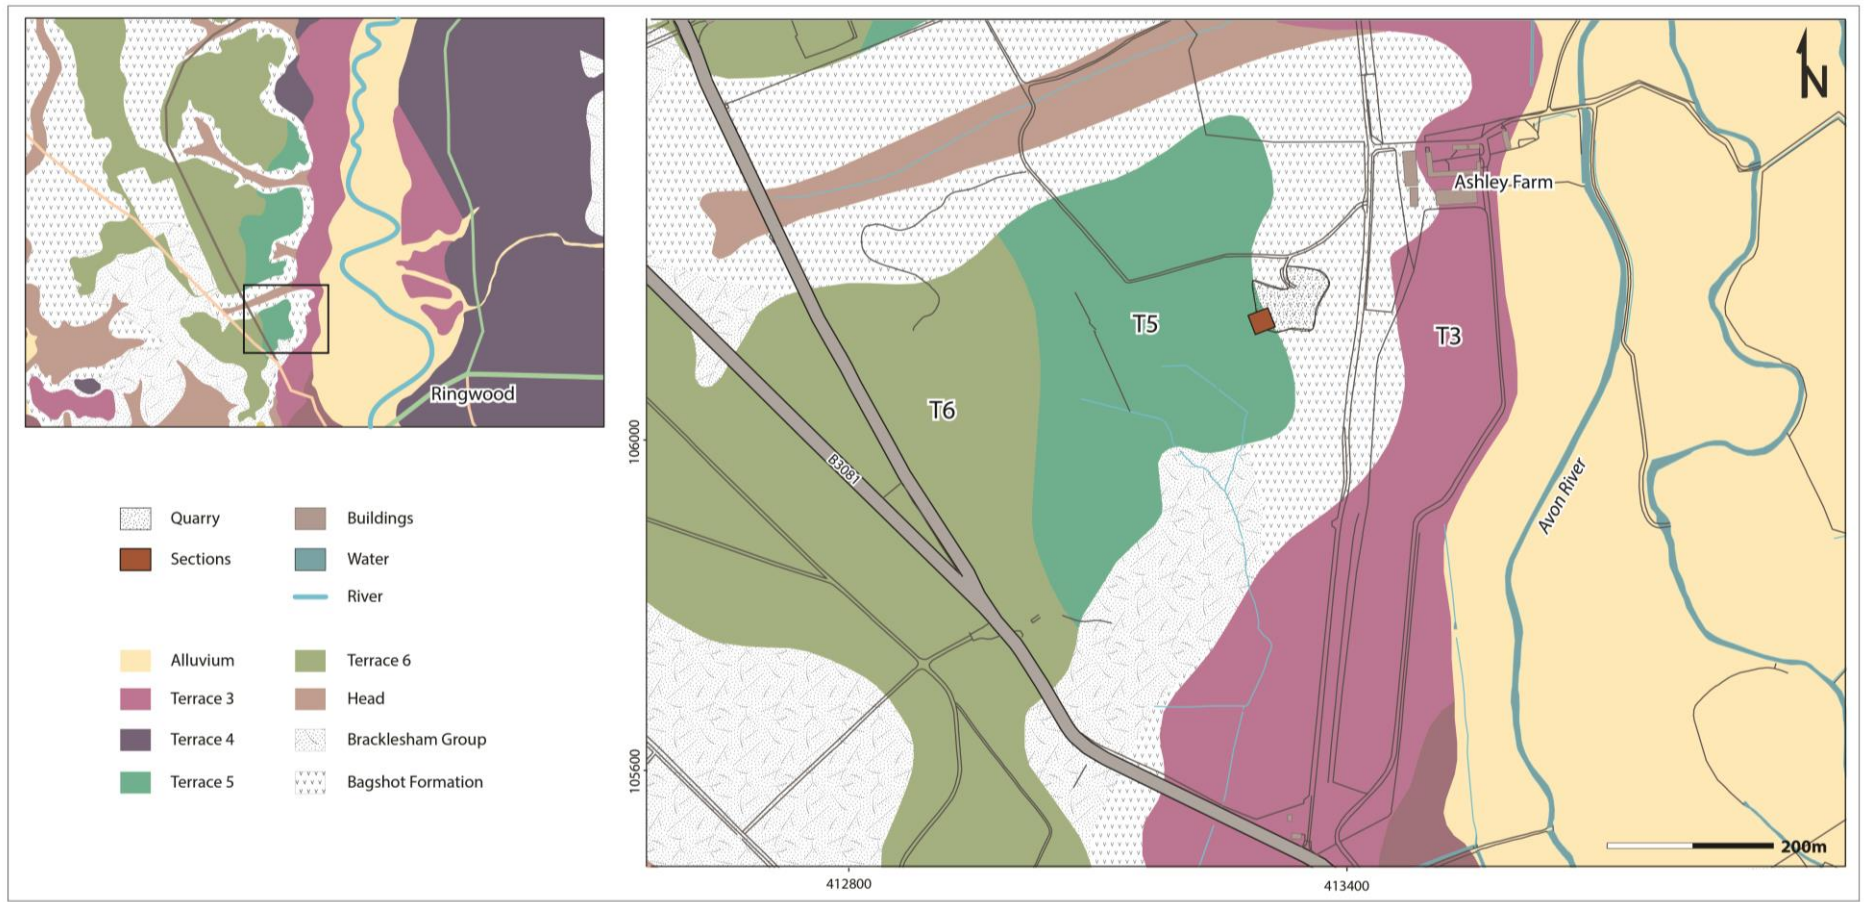 Ringwood
Quarry
Buildings
Sections
Water
River
Alluvium
Terrace 6
Terrace 3
Head
Terrace 4
Bracklesham Group
Terrace 5
Bagshot Formation
N
Ashley Farm
T5
T3
T6
106000
B3081
Avon River
105600
200m
412800
413400